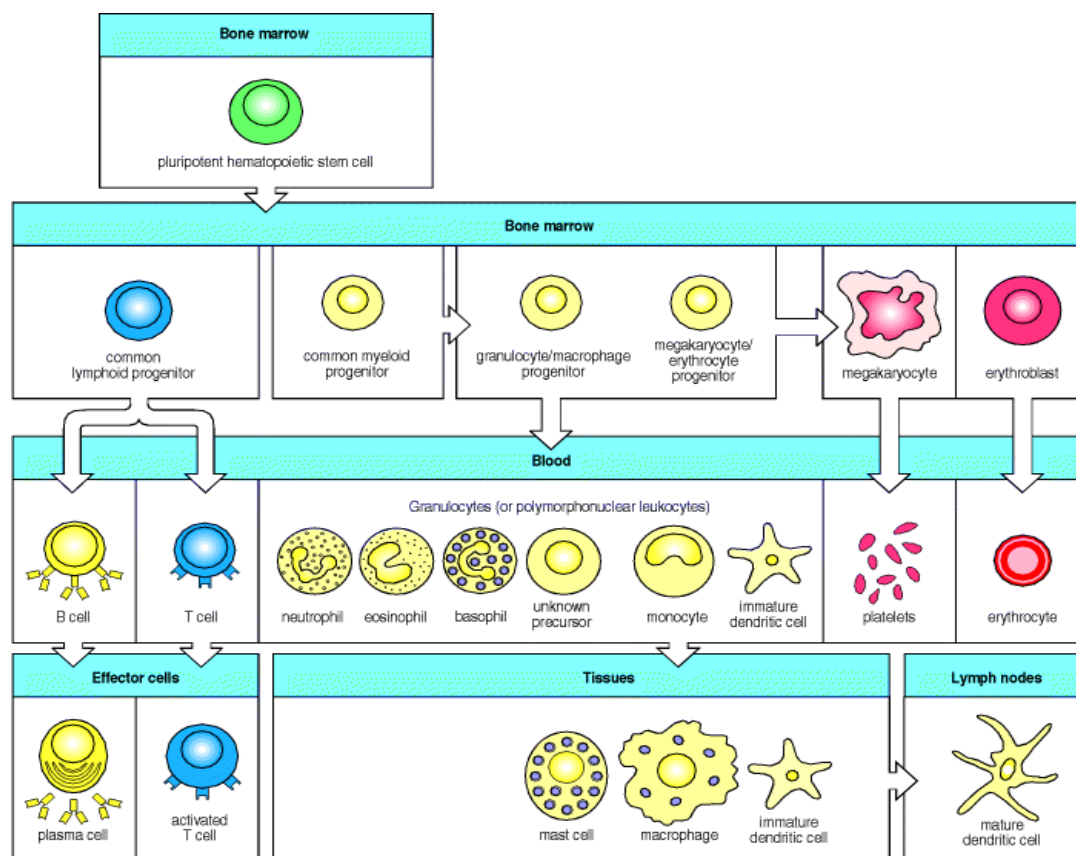 Bone marrow
pluripotent hematopoietic stem cell
Bone marrow
common
lymphoid progenitor
common myeloid
progenitor
granulocyte/macrophage
progenitor
megakaryocyte/
erythrocyte
progenitor
megakaryocyte
erythroblast
Blood
Granulocytes (or polymorphonuclear leukocytes)
B cell
T cell
neutrophil
eosinophil
basophil
unknown
precursor
monocyte
immature
dendritic cell
platelets
erythrocyte
Effector cells
Tissues
Lymph nodes
plasma cell
activated
T cell
mast cell
macrophage
immature
dendritic cell
mature
dendritic cell